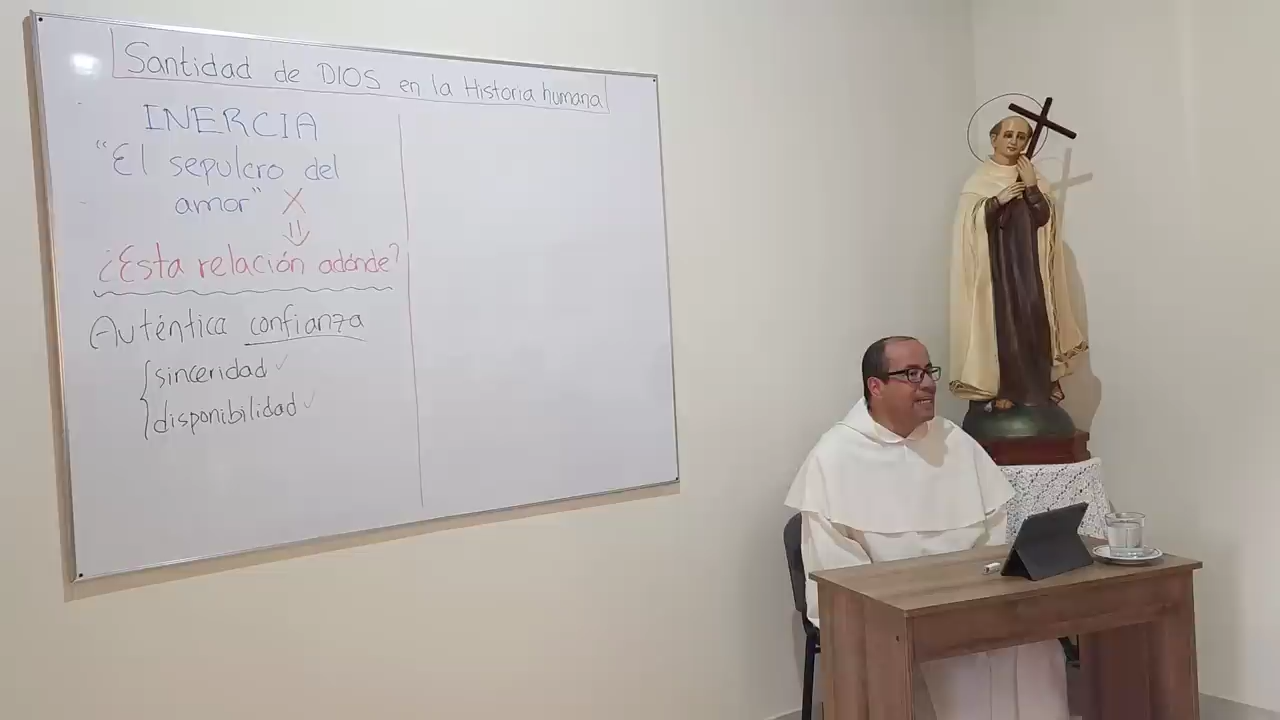 Santidad de DIOS en la Historia humana
INERCIA
"El sepulcro del
amor" X
¿Esta relación adónde?
Auténtica confianza
sinceridad ✓
disponibilidad ✓